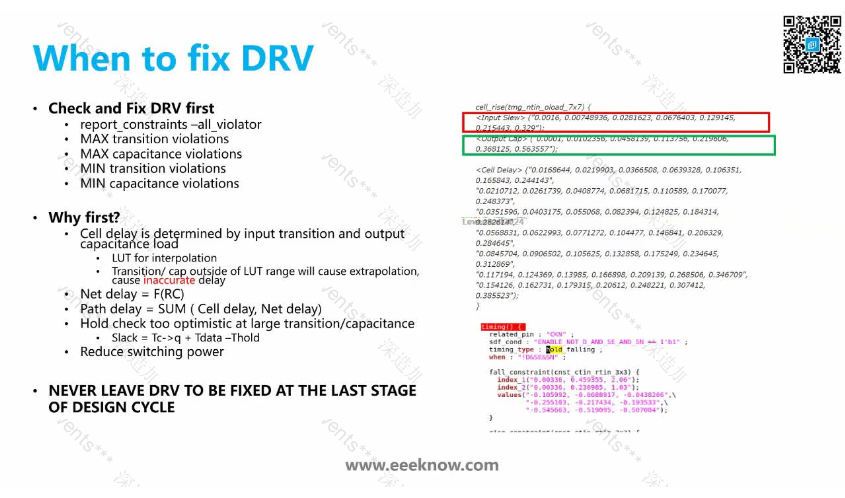 When to fix DRV
• Check and Fix DRV first
• report_constraints –all_violator
• MAX transition violations
• MAX capacitance violations
• MIN transition violations
• MIN capacitance violations
• Why first?
• Cell delay is determined by input transition and output
capacitance load
• LUT for interpolation
• Transition/ cap outside of LUT range will cause extrapolation,
cause inaccurate delay
• Net delay = F(RC)
• Path delay = SUM ( Cell delay, Net delay)
• Hold check too optimistic at large transition/capacitance
• Slack = Tc->q + Tdata –Thold
• Reduce switching power
• NEVER LEAVE DRV TO BE FIXED AT THE LAST STAGE
OF DESIGN CYCLE
cell_rise(tmg_ntin_oload_7x7) {
<Input Slew> ("0.0016, 0.00748936, 0.0281623, 0.0676403, 0.129145,
0.215443, 0.329");
<Output Cap> ( "0.0001, 0.0102356, 0.0458139, 0.113756, 0.219606,
0.368125, 0.563557");
<Cell Delay> ("0.0168644, 0.0219903, 0.0366508, 0.0639328, 0.106351,
0.165843, 0.244143",
"0.0210712, 0.0261739, 0.0408774, 0.0681715, 0.110589, 0.170077,
0.248373",
"0.0351596, 0.0403175, 0.055068, 0.082394, 0.124825, 0.184314,
"0.0568831, 0.0622993, 0.0771272, 0.104477, 0.146841, 0.206329,
0.284645",
"0.0845704, 0.0906502, 0.105625, 0.132858, 0.175249, 0.234645,
0.312869",
"0.117194, 0.124369, 0.13985, 0.166898, 0.209139, 0.268506, 0.346709",
"0.154126, 0.162731, 0.179315, 0.20612, 0.248221, 0.307412,
0.385523");
}
timing() {
related_pin : "CKN" ;
sdf_cond : "ENABLE_NOT_D_AND_SE_AND_SN == 1'b1" ;
timing_type : hold_falling ;
when : "!D&SE&SN" ;
fall_constraint(cnst_ctin_rtin_3x3) {
index_1("0.00336, 0.459355, 2.00");
index_2("0.00336, 0.236985, 1.03");
values("-0.105992, -0.0688917, -0.0438206",\
"-0.255103, -0.217434, -0.193533",\
"-0.545663, -0.519095, -0.507004");
}
www.eeeknow.com